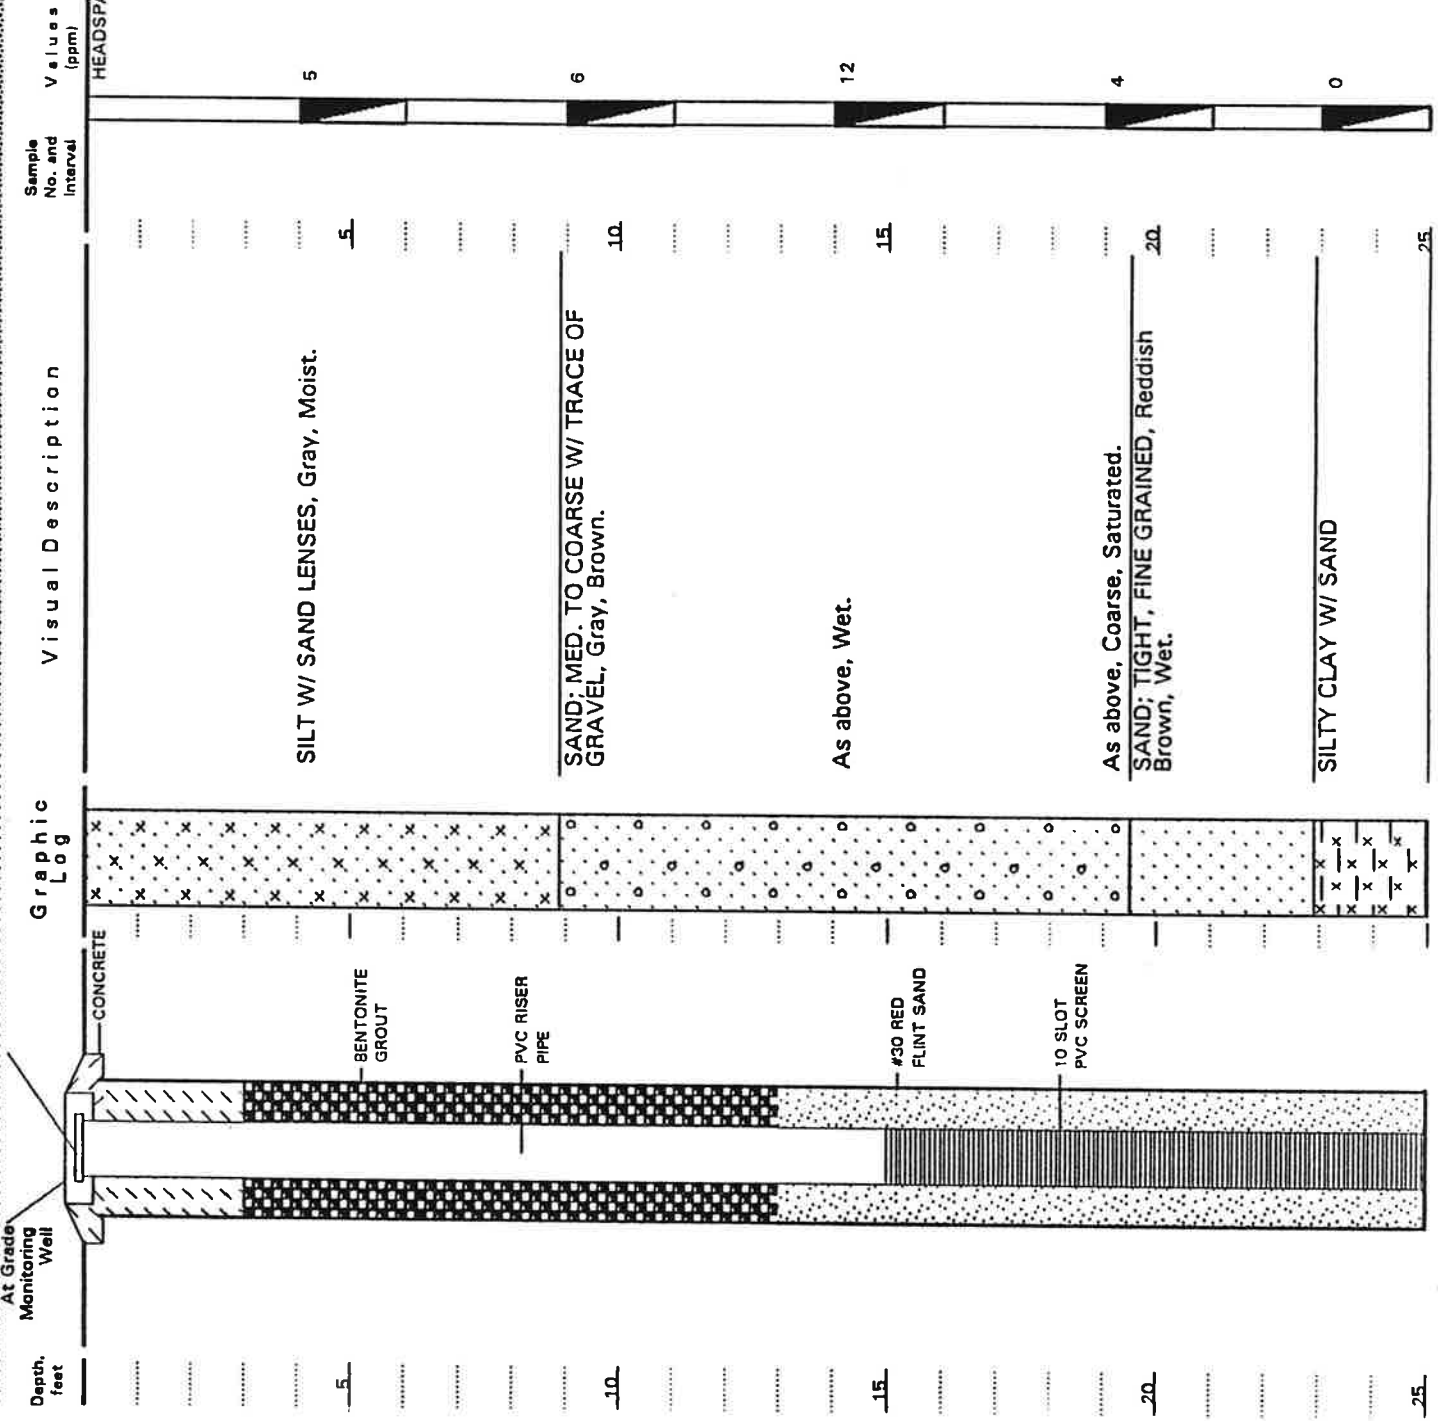 Depth,
feet
At Grade
Manitoring
Well
Graphic
Log
Visual Description
Sample
No. and
Interval
Values
(ppm)
HEADSPA
CONCRETE
BENTONITE
GROUT
PVC RISER
PIPE
#30 RED
FLINT SAND
10 SLOT
PVC SCREEN
SILT W/ SAND LENSES, Gray, Moist.
SAND; MED. TO COARSE W/ TRACE OF
GRAVEL, Gray, Brown.
As above, Wet.
As above, Coarse, Saturated.
SAND; TIGHT, FINE GRAINED, Reddish
Brown, Wet.
SILTY CLAY W/ SAND
5
10
15
20
25
5
10
15
20
25
5
6
12
4
0